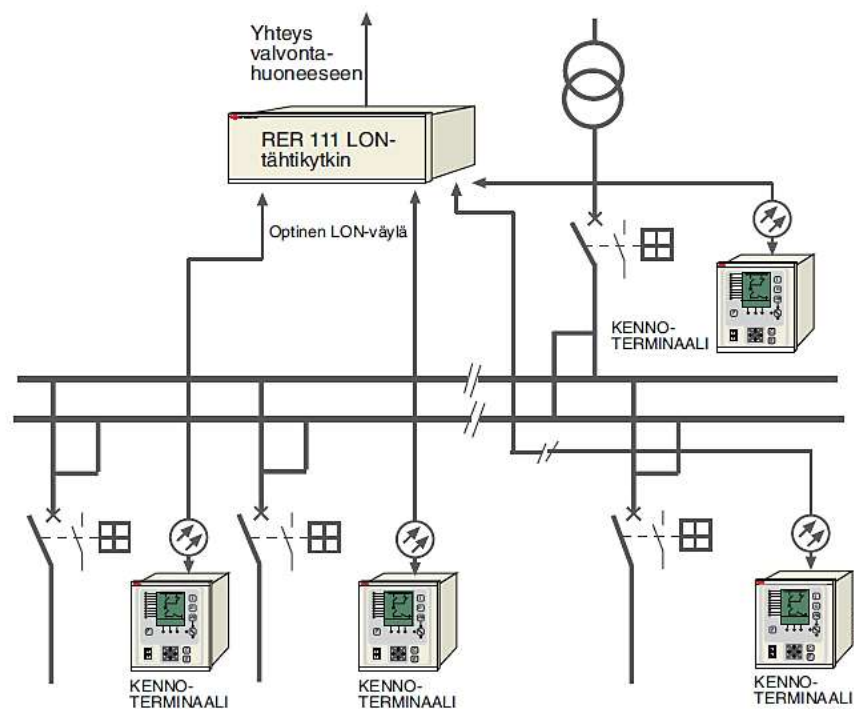 Yhteys
valvonta-
huoneeseen
RER 111 LON-
tähtikytkin
Optinen LON-väylä
KENNO-
TERMINAALI
KENNO-
TERMINAALI
KENNO-
TERMINAALI
KENNO-
TERMINAALI